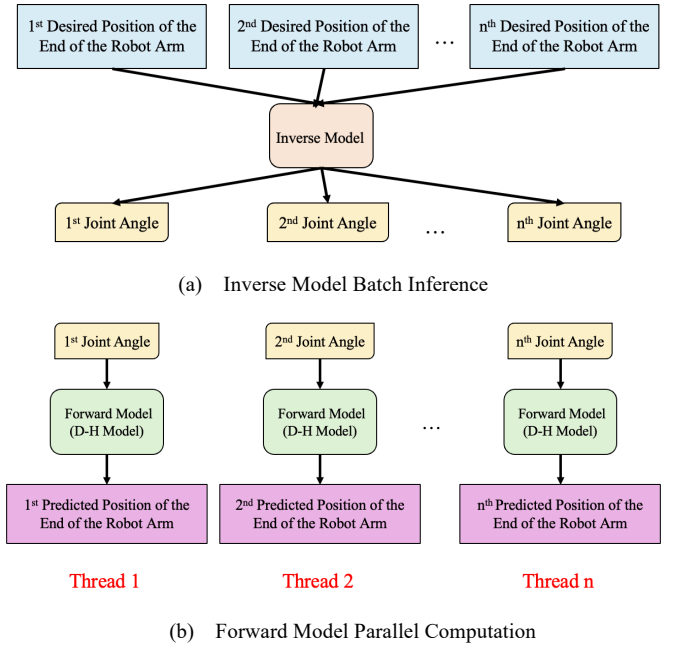 1st Desired Position of the
End of the Robot Arm
2nd Desired Position of the
End of the Robot Arm
…
nth Desired Position of the
End of the Robot Arm
Inverse Model
1st Joint Angle
2nd Joint Angle
…
nth Joint Angle
(a) Inverse Model Batch Inference
1st Joint Angle
2nd Joint Angle
nth Joint Angle
Forward Model
(D-H Model)
Forward Model
(D-H Model)
…
Forward Model
(D-H Model)
1st Predicted Position of the
End of the Robot Arm
2nd Predicted Position of the
End of the Robot Arm
nth Predicted Position of the
End of the Robot Arm
Thread 1
Thread 2
Thread n
(b) Forward Model Parallel Computation